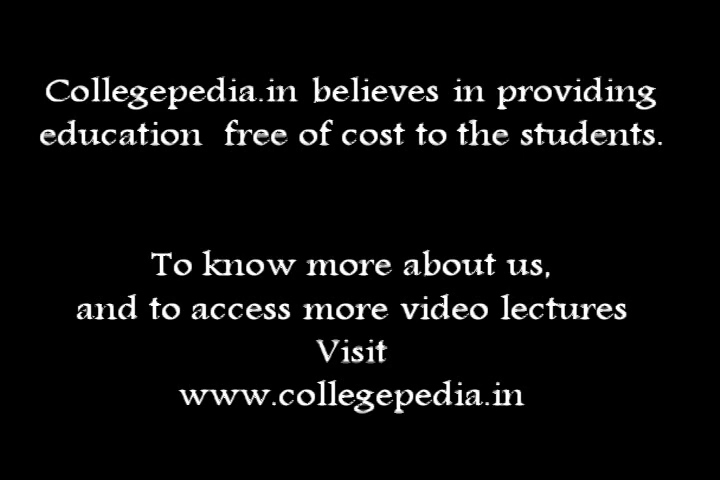 Collegepedia.in believes in providing
education free of cost to the students.
To know more about us,
and to access more video lectures
Visit
www.collegepedia.in